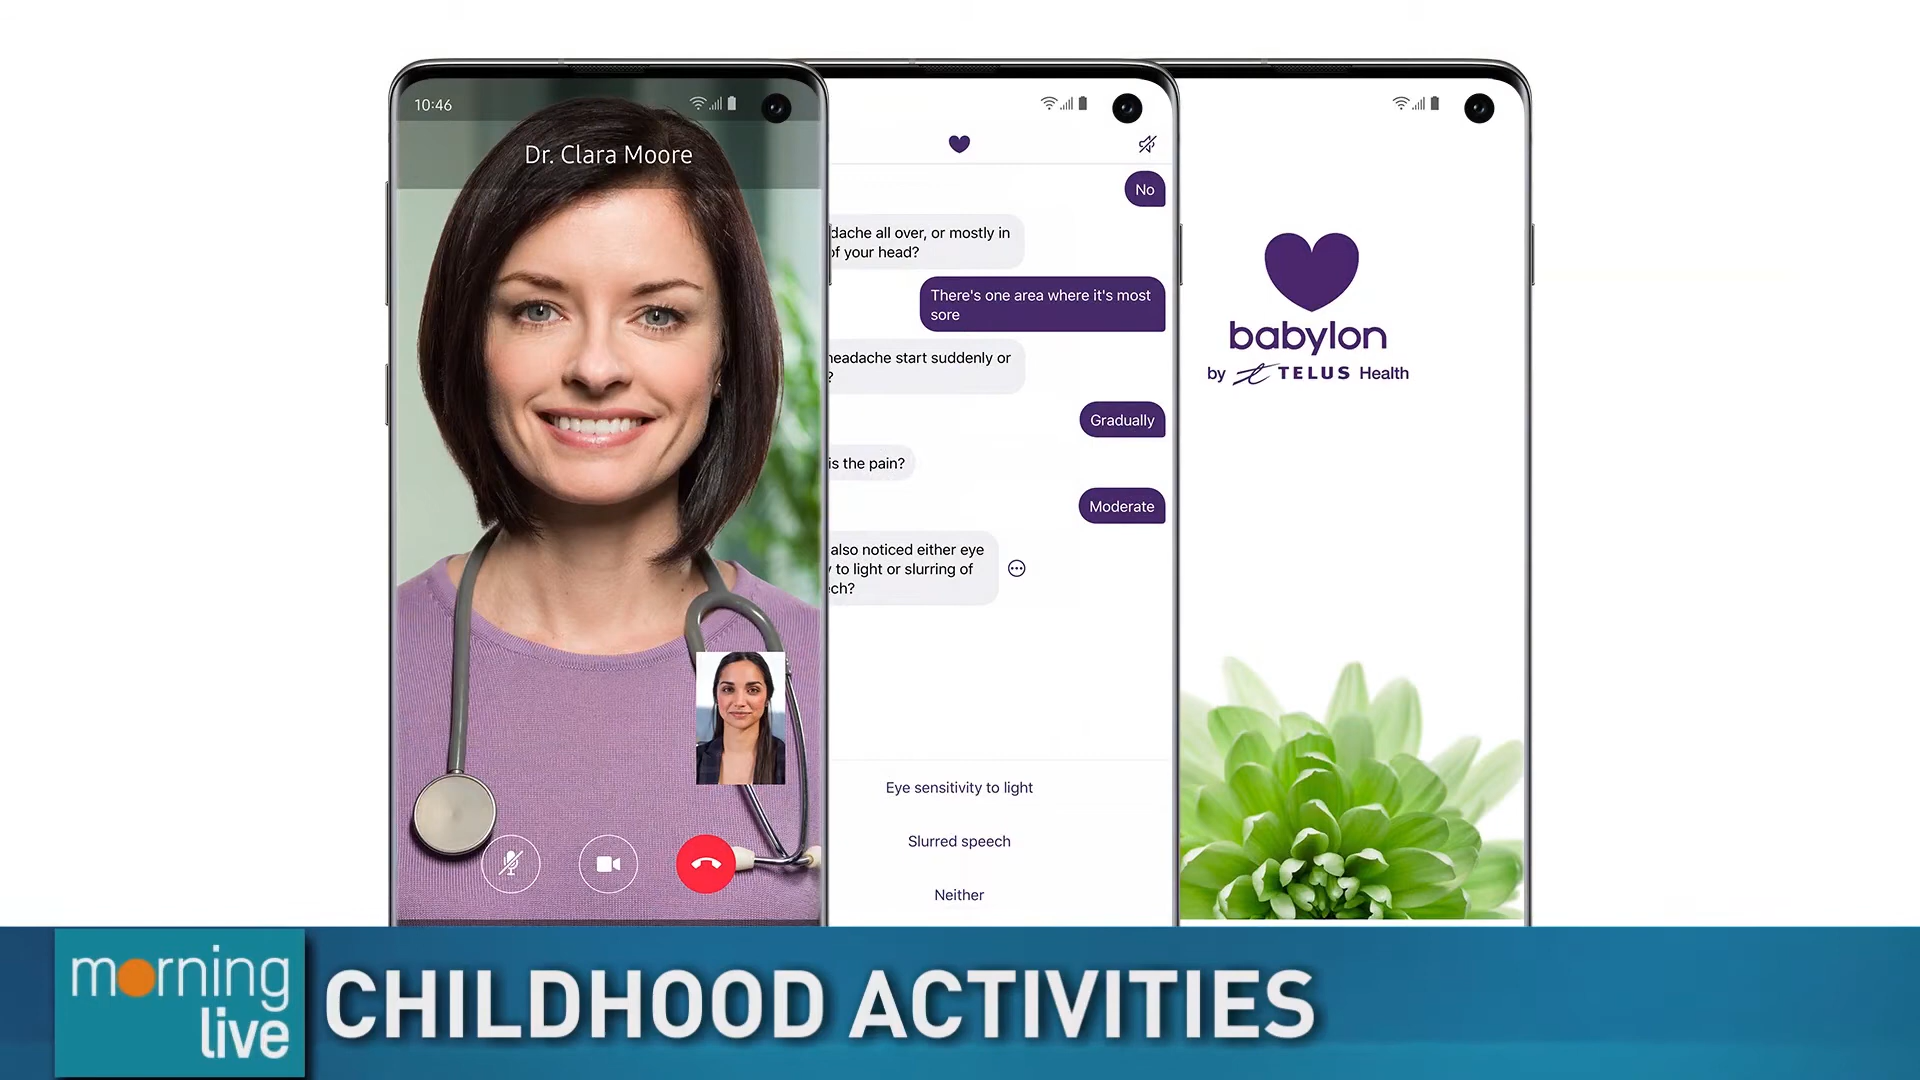 10:46
Dr. Clara Moore
No
dache all over, or mostly in
of your head?
There's one area where it's most
sore
headache start suddenly or
?
Gradually
is the pain?
Moderate
also noticed either eye
to light or slurring of
ech?
Eye sensitivity to light
Slurred speech
Neither
babylon
by TELUS Health
morning
live
CHILDHOOD ACTIVITIES